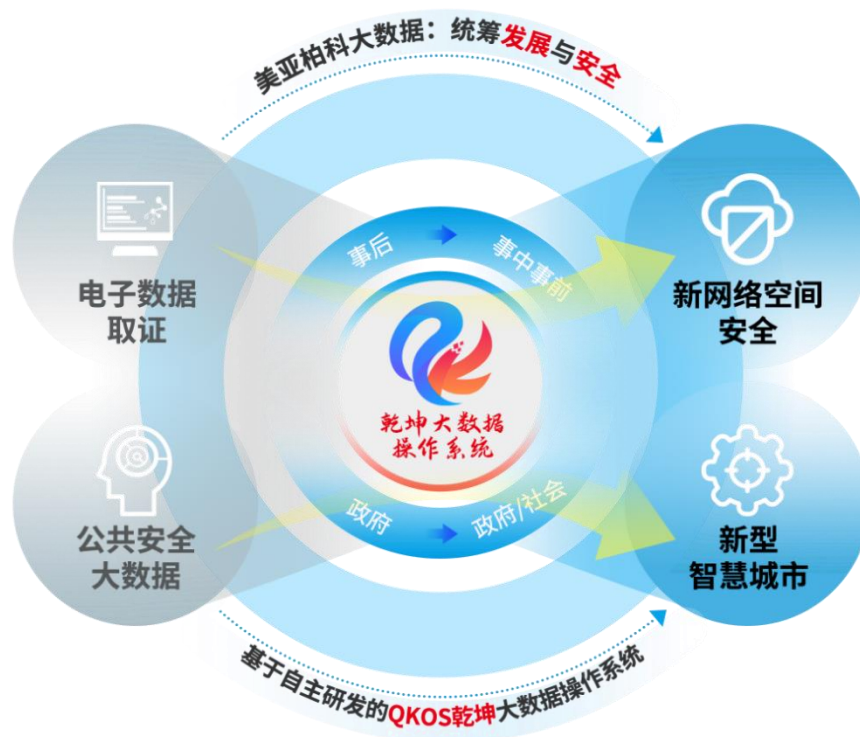 美亚柏科大数据：统筹发展与安全
电子数据
取证
事后
事中事前
新网络空间
安全
乾坤大数据
操作系统
公共安全
大数据
政府
政府/社会
新型
智慧城市
基于自主研发的QKOS乾坤大数据操作系统